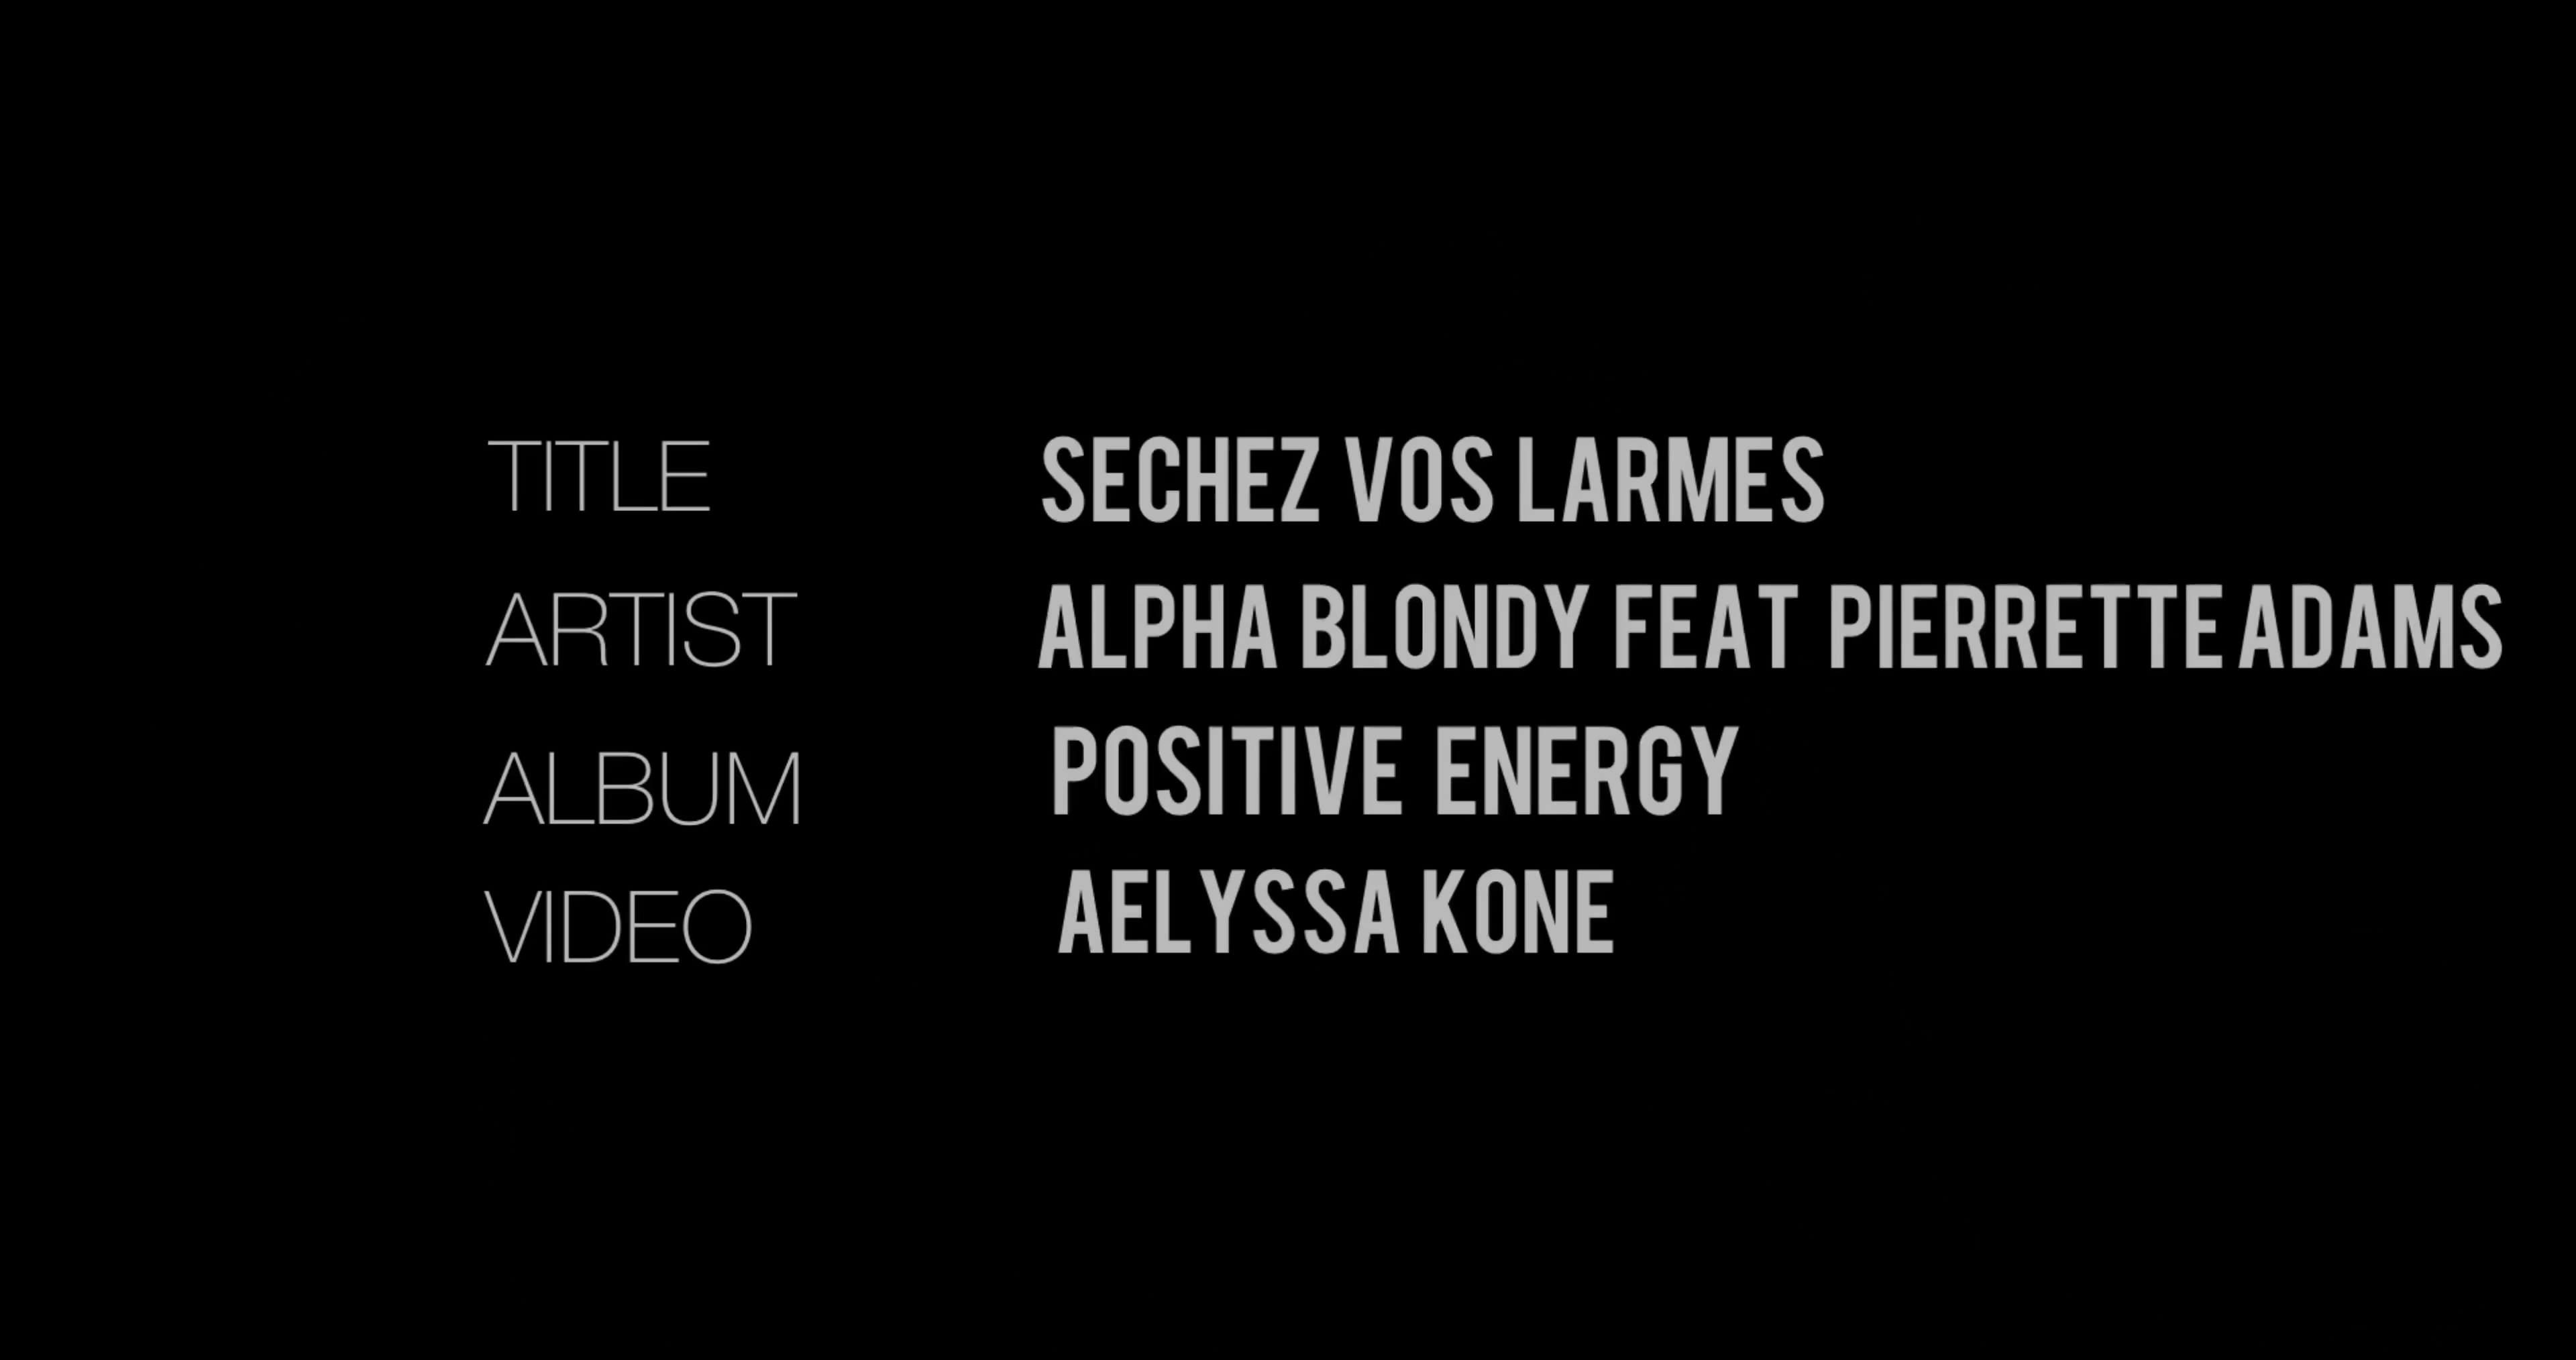 TITLE SECHEZ VOS LARMES
ARTIST ALPHA BLONDY FEAT PIERRETTE ADAMS
ALBUM POSITIVE ENERGY
VIDEO AELYSSA KONE